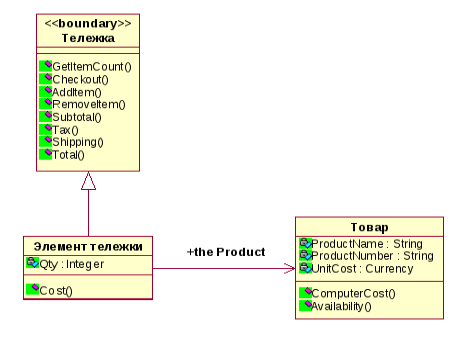 <<boundary>>
Тележка
GetItemCount()
Checkout()
AddItem()
RemoveItem()
Subtotal()
Tax()
Shipping()
Total()
Элемент тележки
Qty : Integer
Cost()
+the Product
Товар
ProductName : String
ProductNumber : String
UnitCost : Currency
ComputerCost()
Availability()